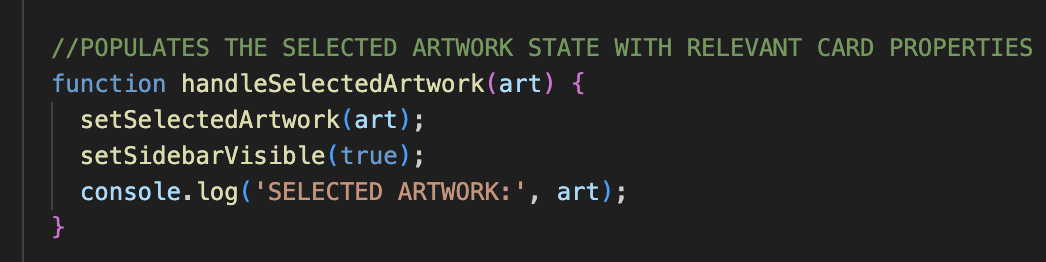 //POPULATES THE SELECTED ARTWORK STATE WITH RELEVANT CARD PROPERTIES
function handleSelectedArtwork(art) {
  setSelectedArtwork(art);
  setSidebarVisible(true);
  console.log('SELECTED ARTWORK:', art);
}